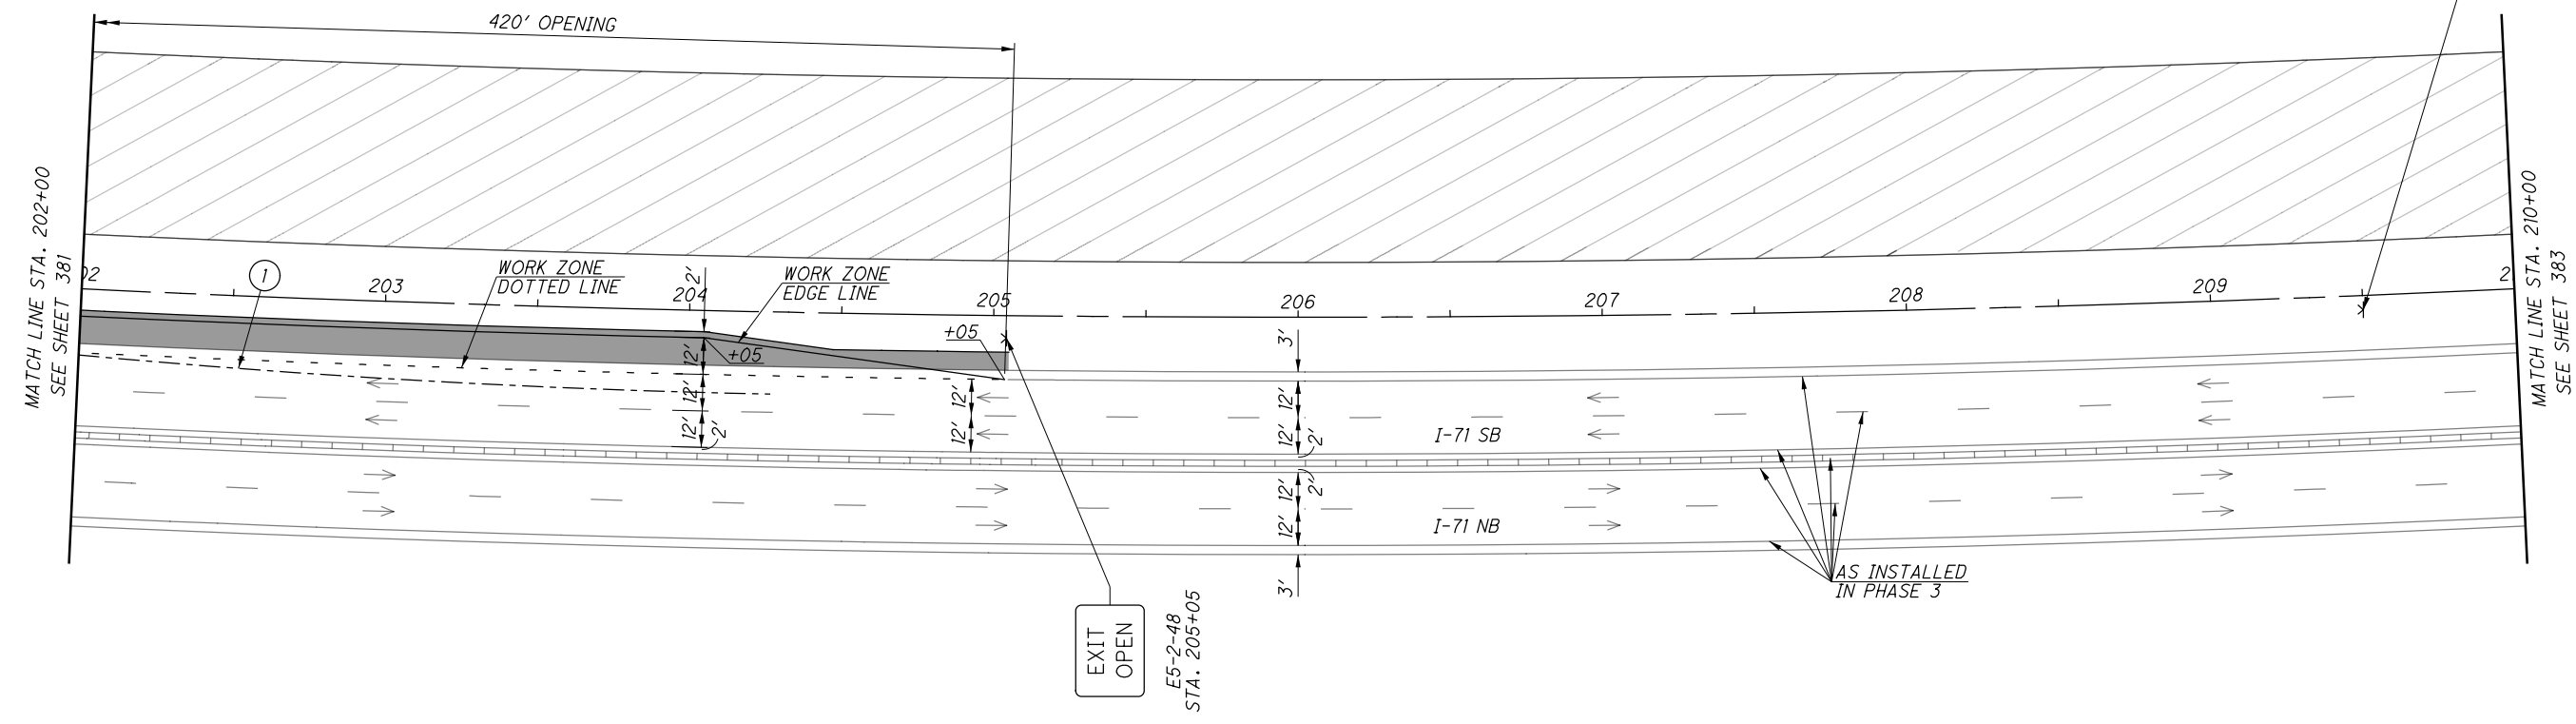 420' OPENING
MATCH LINE STA. 202+00
SEE SHEET 381
02
1
203
WORK ZONE
DOTTED LINE
204
2'
WORK ZONE
EDGE LINE
205
206
207
208
209
2
+05
+05
12'
12'
12'
2'
12'
12'
3'
12'
12'
2'
I-71 SB
12'
2'
12'
I-71 NB
3'
AS INSTALLED
IN PHASE 3
EXIT
OPEN
E5-2-48
STA. 205+05
MATCH LINE STA. 210+00
SEE SHEET 383